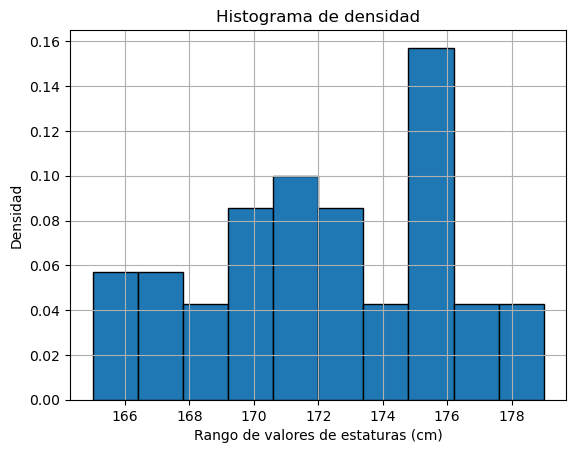 Histograma de densidad
0.16
0.14
0.12
0.10
0.08
0.06
0.04
0.02
0.00
Densidad
166 168 170 172 174 176 178
Rango de valores de estaturas (cm)